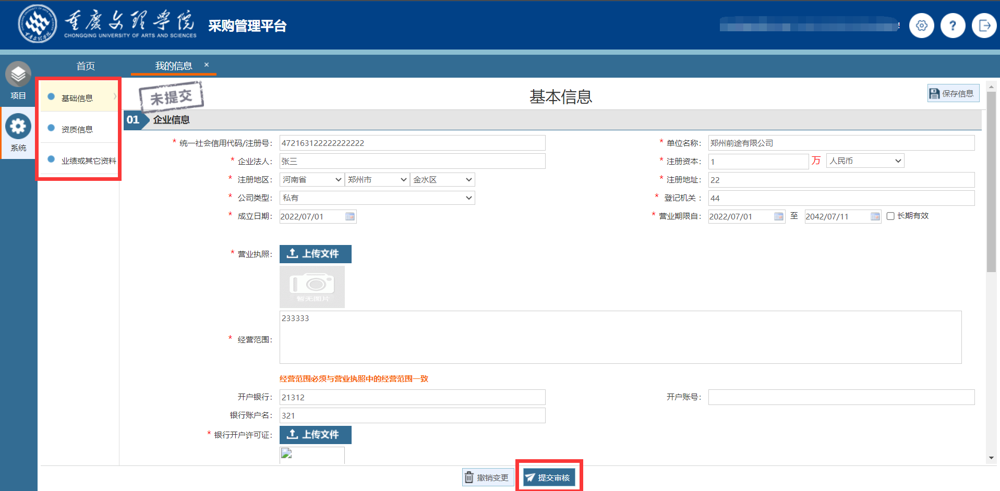 重庆文理学院
CHONGQING UNIVERSITY OF ARTS AND SCIENCES
采购管理平台
!
?
首页
我的信息 ×
项目
系统
基础信息
资质信息
业绩或其它资料
未提交
基本信息
保存信息
01 企业信息
* 统一社会信用代码/注册号： 472163122222222222
* 单位名称： 郑州前途有限公司
* 企业法人： 张三
* 注册资本： 1 万 人民币
* 注册地区： 河南省 郑州市 金水区
* 注册地址： 22
* 公司类型： 私有
* 登记机关 ： 44
* 成立日期： 2022/07/01
* 营业期限自： 2022/07/01 至 2042/07/11 长期有效
* 营业执照： 上传文件
暂无图片
* 经营范围： 233333
经营范围必须与营业执照中的经营范围一致
开户银行： 21312
开户账号：
银行账户名： 321
* 银行开户许可证： 上传文件
撤销变更
提交审核